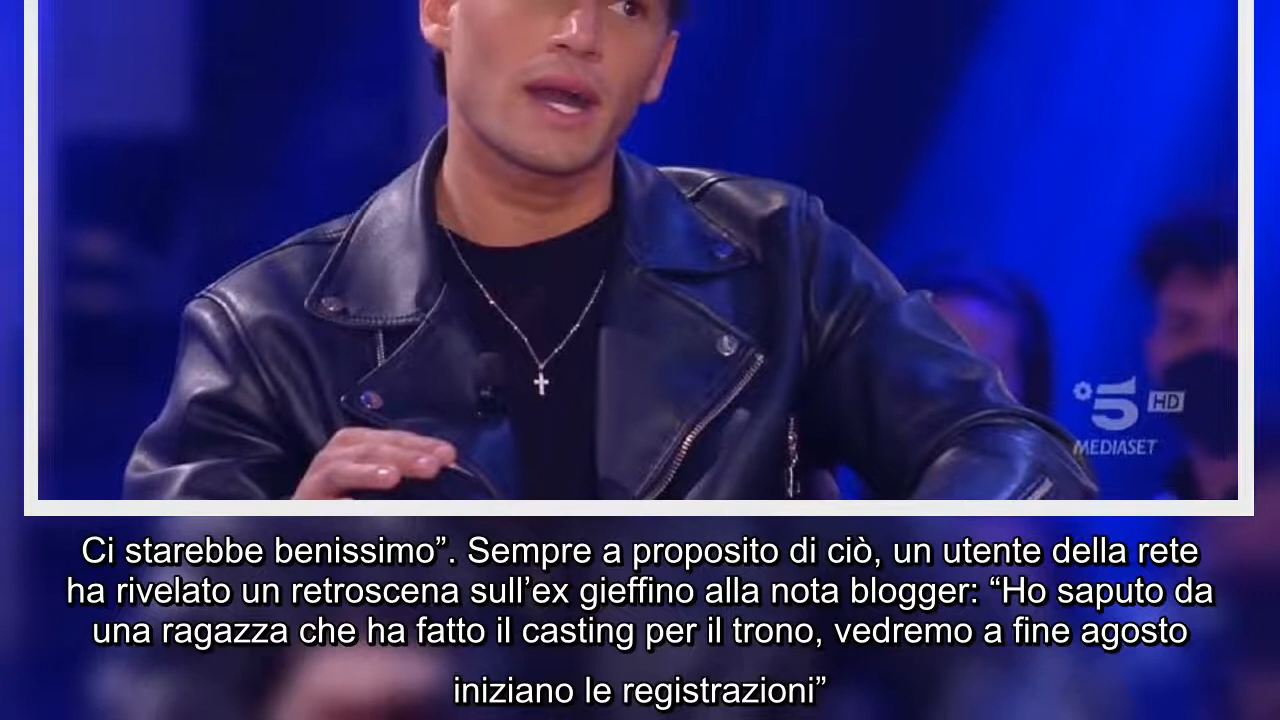 5 HD
MEDIASET
Ci starebbe benissimo”. Sempre a proposito di ciò, un utente della rete
ha rivelato un retroscena sull’ex gieffino alla nota blogger: “Ho saputo da
una ragazza che ha fatto il casting per il trono, vedremo a fine agosto
iniziano le registrazioni”